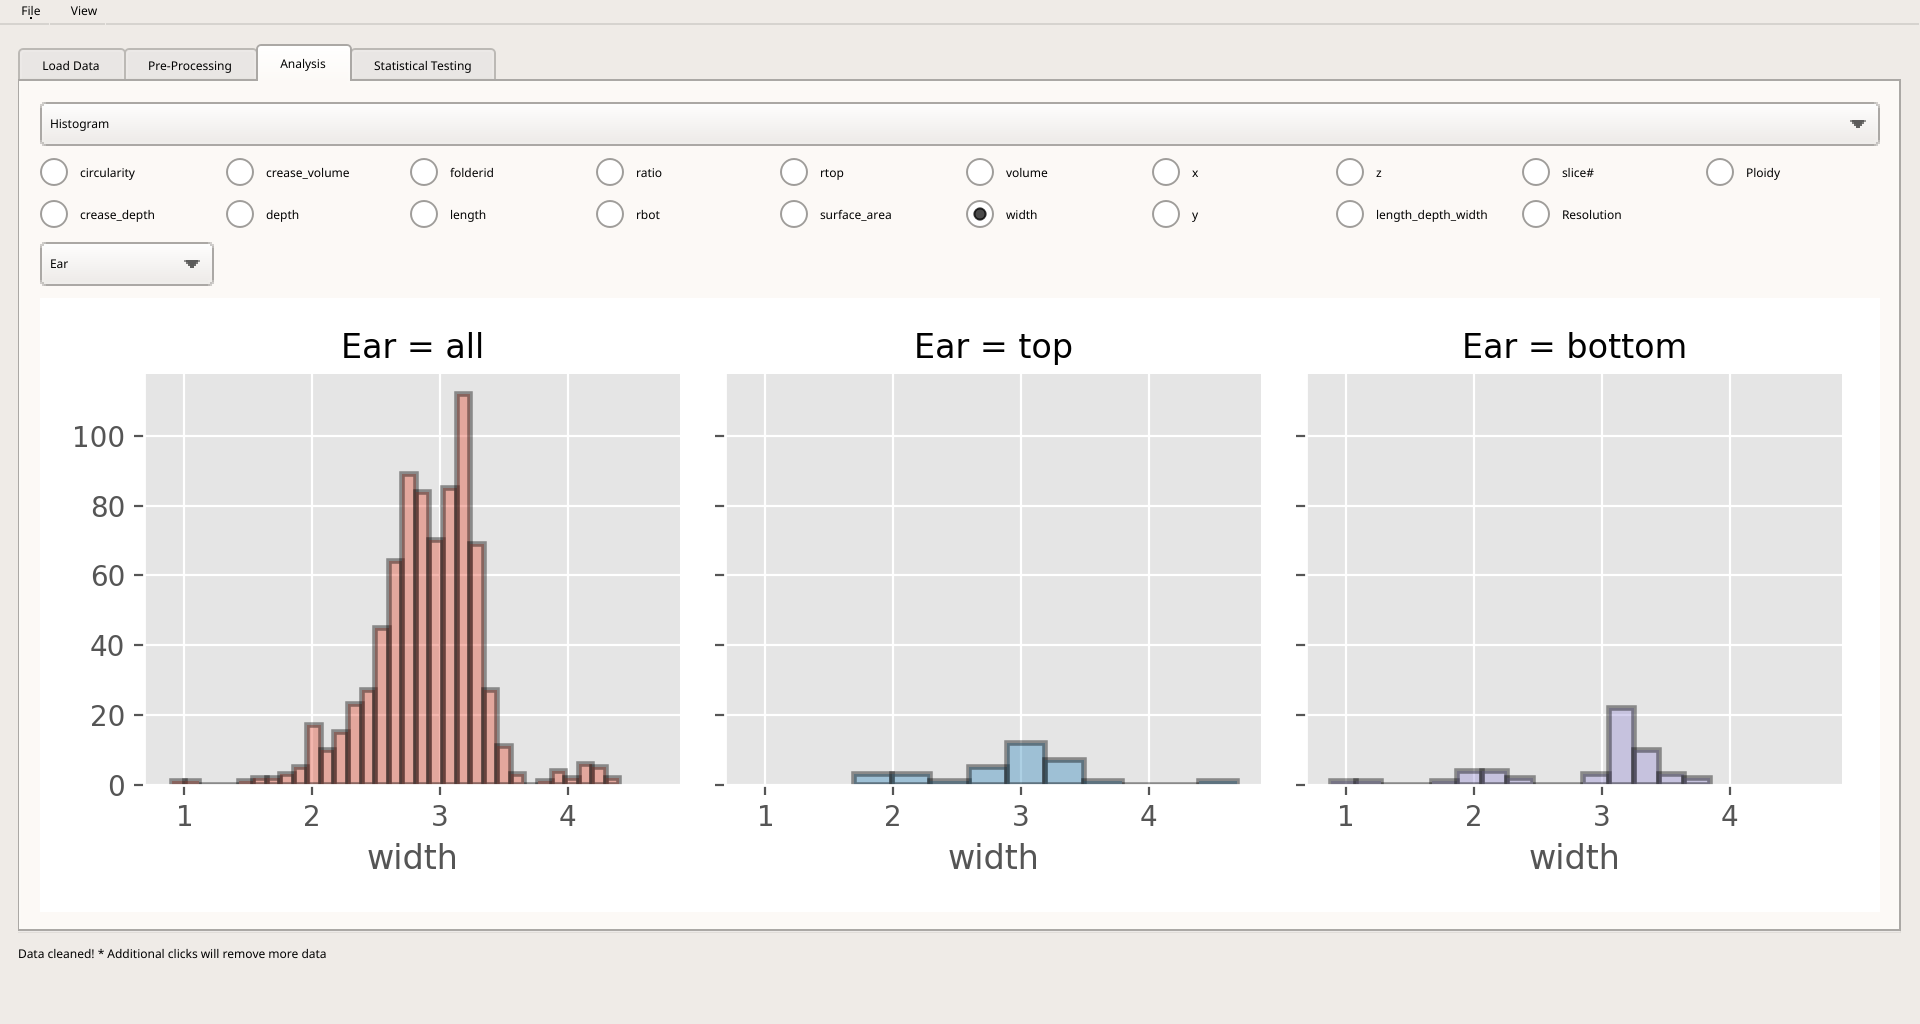 File View
Load Data Pre-Processing Analysis Statistical Testing
Histogram
circularity crease_volume folderid ratio rtop volume x z slice# Ploidy
crease_depth depth length rbot surface_area width y length_depth_width Resolution
Ear
Ear = all Ear = top Ear = bottom
100
80
60
40
20
0
1 2 3 4 1 2 3 4 1 2 3 4
width width width
Data cleaned! * Additional clicks will remove more data